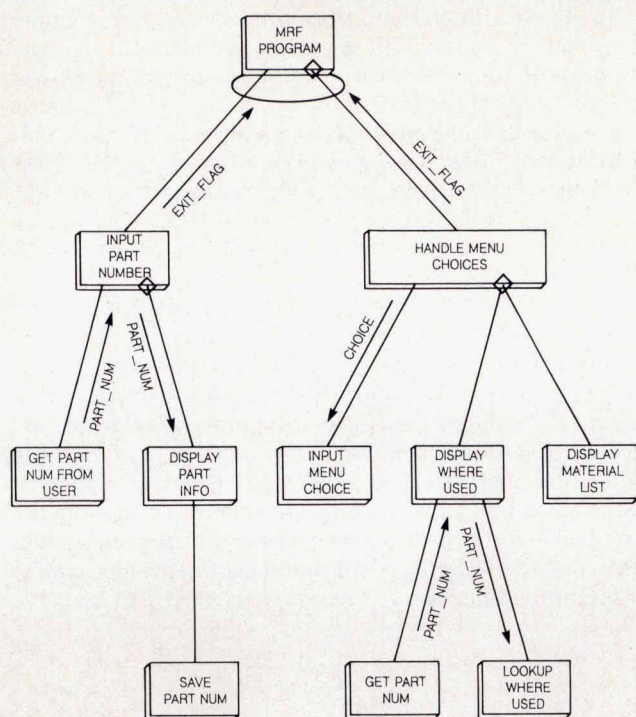 MRF
PROGRAM
EXIT_FLAG
EXIT_FLAG
INPUT
PART
NUMBER
HANDLE MENU
CHOICES
PART_NUM
PART_NUM
CHOICE
GET PART
NUM FROM
USER
DISPLAY
PART
INFO
INPUT
MENU
CHOICE
DISPLAY
WHERE
USED
DISPLAY
MATERIAL
LIST
PART_NUM
PART_NUM
SAVE
PART NUM
GET PART
NUM
LOOKUP
WHERE
USED